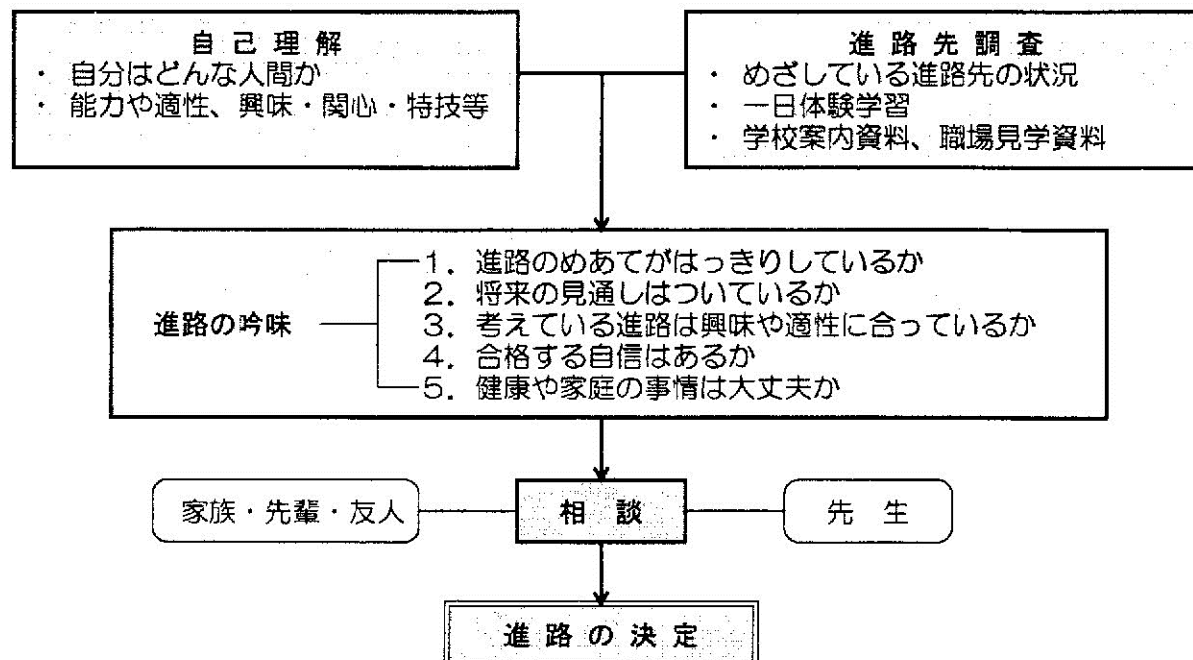 自己理解
・ 自分はどんな人間か
・ 能力や適性、興味・関心・特技等
進路先調査
・ めざしている進路先の状況
・ 一日体験学習
・ 学校案内資料、職場見学資料
進路の吟味
1．進路のめあてがはっきりしているか
2．将来の見通しはついているか
3．考えている進路は興味や適性に合っているか
4．合格する自信はあるか
5．健康や家庭の事情は大丈夫か
家族・先輩・友人
相談
先生
進路の決定